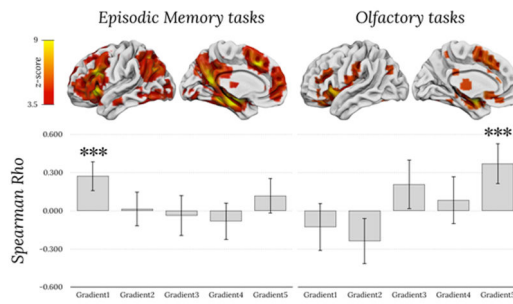 Episodic Memory tasks
Olfactory tasks
9
z-score
3.5
***
***
Spearman Rho
0.600
0.300
0.000
-0.300
-0.600
Gradient1 Gradient2 Gradient3 Gradient4 Gradient5
Gradient1 Gradient2 Gradient3 Gradient4 Gradient5